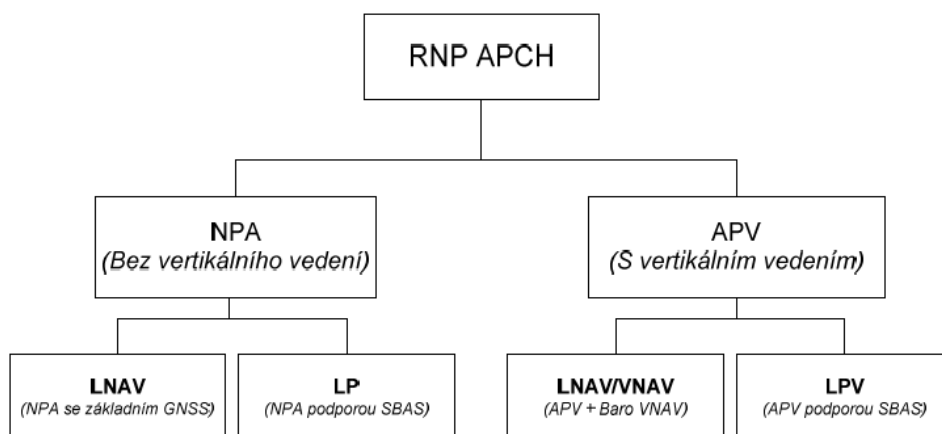 RNP APCH
NPA
(Bez vertikálního vedení)
APV
(S vertikálním vedením)
LNAV
(NPA se základním GNSS)
LP
(NPA podporou SBAS)
LNAV/VNAV
(APV + Baro VNAV)
LPV
(APV podporou SBAS)